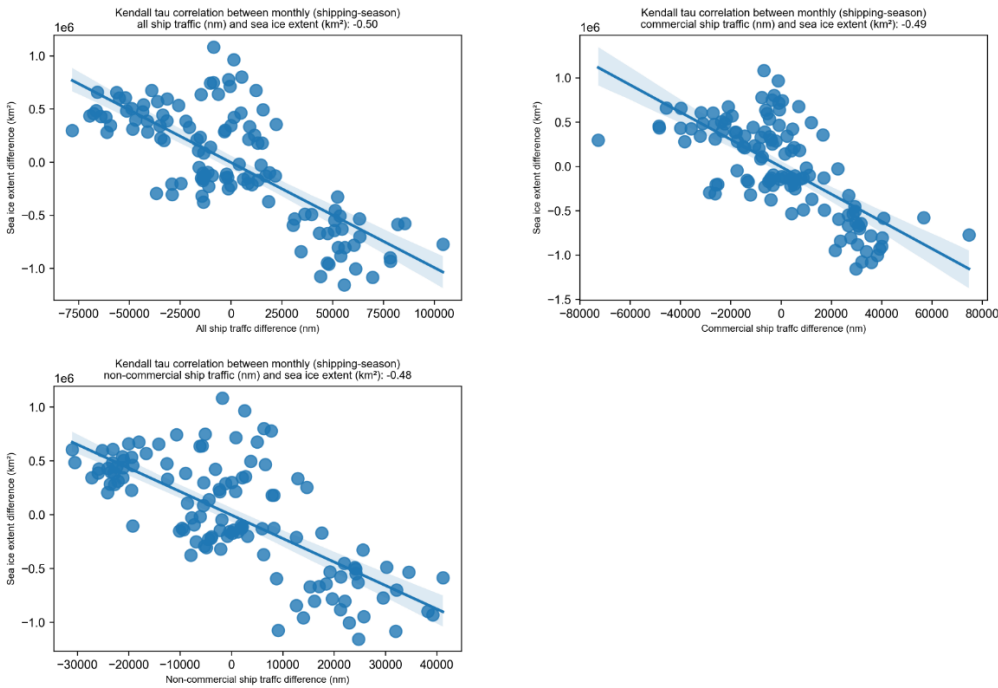 Kendall tau correlation between monthly (shipping-season)
all ship traffic (nm) and sea ice extent (km²): -0.50
1e6
1.0
0.5
0.0
−0.5
−1.0
Sea ice extent difference (km²)
−75000 −50000 −25000 0 25000 50000 75000 100000
All ship traffc difference (nm)
Kendall tau correlation between monthly (shipping-season)
commercial ship traffic (nm) and sea ice extent (km²): -0.49
1e6
1.0
0.5
0.0
−0.5
−1.0
−1.5
Sea ice extent difference (km²)
−80000 −60000 −40000 −20000 0 20000 40000 60000 80000
Commercial ship traffc difference (nm)
Kendall tau correlation between monthly (shipping-season)
non-commercial ship traffic (nm) and sea ice extent (km²): -0.48
1e6
1.0
0.5
0.0
−0.5
−1.0
Sea ice extent difference (km²)
−30000 −20000 −10000 0 10000 20000 30000 40000
Non-commercial ship traffc difference (nm)